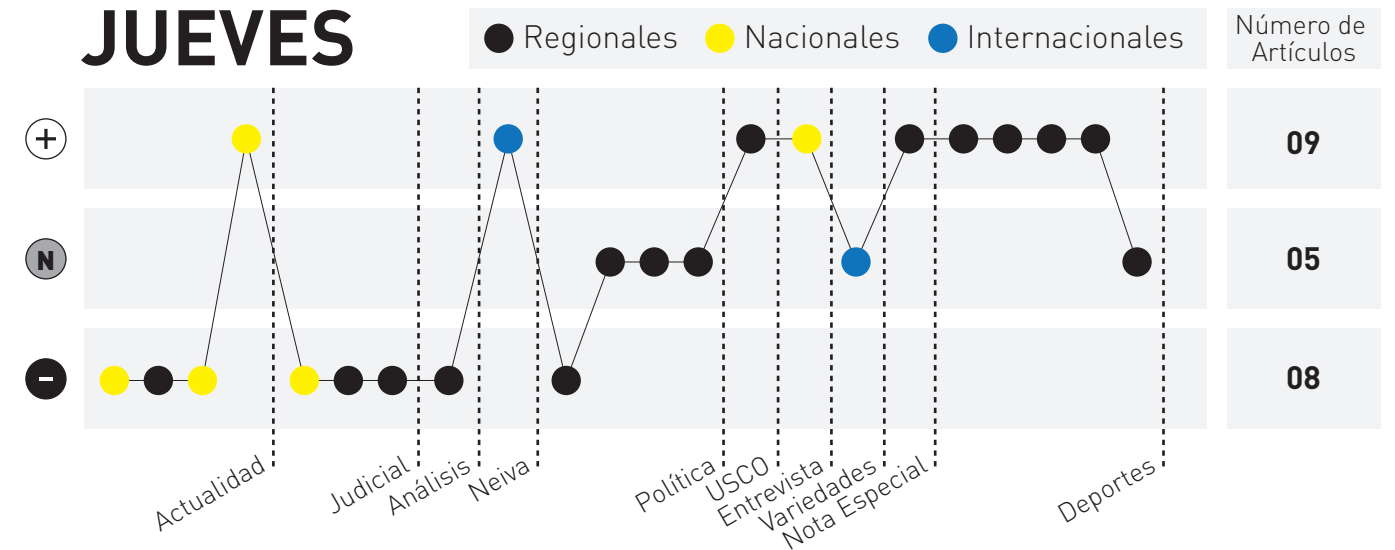 JUEVES
Regionales
Nacionales
Internacionales
Número de
Artículos
+
09
N
05
-
08
Actualidad
Judicial
Análisis
Neiva
Política
USCO
Entrevista
Variedades
Nota Especial
Deportes